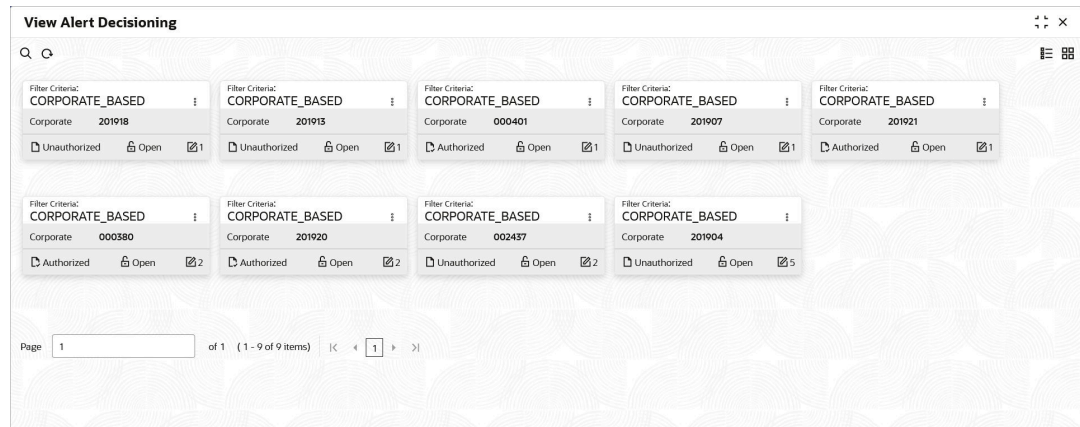 View Alert Decisioning
Filter Criteria:
CORPORATE_BASED
Corporate 201918
Unauthorized Open 1
Filter Criteria:
CORPORATE_BASED
Corporate 201913
Unauthorized Open 1
Filter Criteria:
CORPORATE_BASED
Corporate 000401
Authorized Open 1
Filter Criteria:
CORPORATE_BASED
Corporate 201907
Unauthorized Open 1
Filter Criteria:
CORPORATE_BASED
Corporate 201921
Authorized Open 1
Filter Criteria:
CORPORATE_BASED
Corporate 000380
Authorized Open 2
Filter Criteria:
CORPORATE_BASED
Corporate 201920
Authorized Open 2
Filter Criteria:
CORPORATE_BASED
Corporate 002437
Unauthorized Open 2
Filter Criteria:
CORPORATE_BASED
Corporate 201904
Unauthorized Open 5
Page 1 of 1 ( 1 - 9 of 9 items) 1